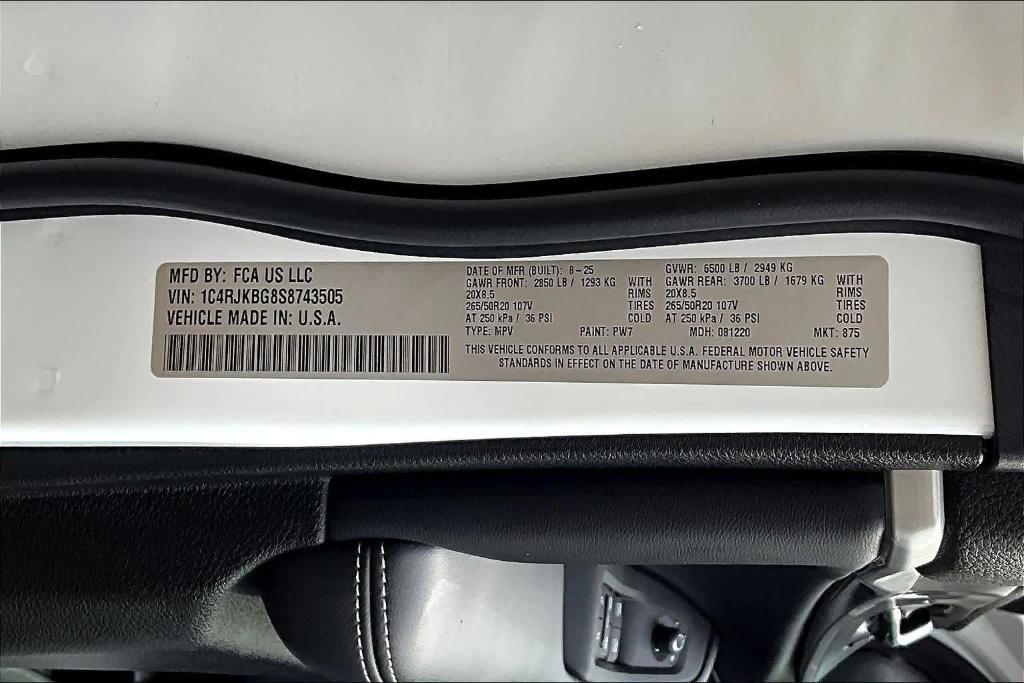 MFD BY: FCA US LLC
VIN: 1C4RJKBG8S8743505
VEHICLE MADE IN: U.S.A.
DATE OF MFR (BUILT): 8-25
GAWR FRONT: 2850 LB / 1293 KG WITH
20X8.5 RIMS
265/50R20 107V TIRES
AT 250 kPa / 36 PSI COLD
GVWR: 6500 LB / 2949 KG
GAWR REAR: 3700 LB / 1679 KG WITH
20X8.5 RIMS
265/50R20 107V TIRES
AT 250 kPa / 36 PSI COLD
TYPE: MPV PAINT: PW7 MDH: 081220 MKT: 875
THIS VEHICLE CONFORMS TO ALL APPLICABLE U.S.A. FEDERAL MOTOR VEHICLE SAFETY
STANDARDS IN EFFECT ON THE DATE OF MANUFACTURE SHOWN ABOVE.